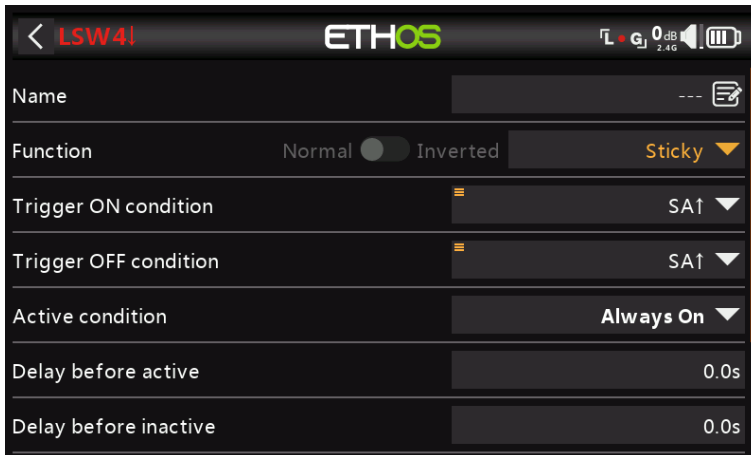 LSW4↓ ETHOS L G 0dB 2.4G
Name ---
Function Normal Inverted Sticky
Trigger ON condition SA↑
Trigger OFF condition SA↑
Active condition Always On
Delay before active 0.0s
Delay before inactive 0.0s